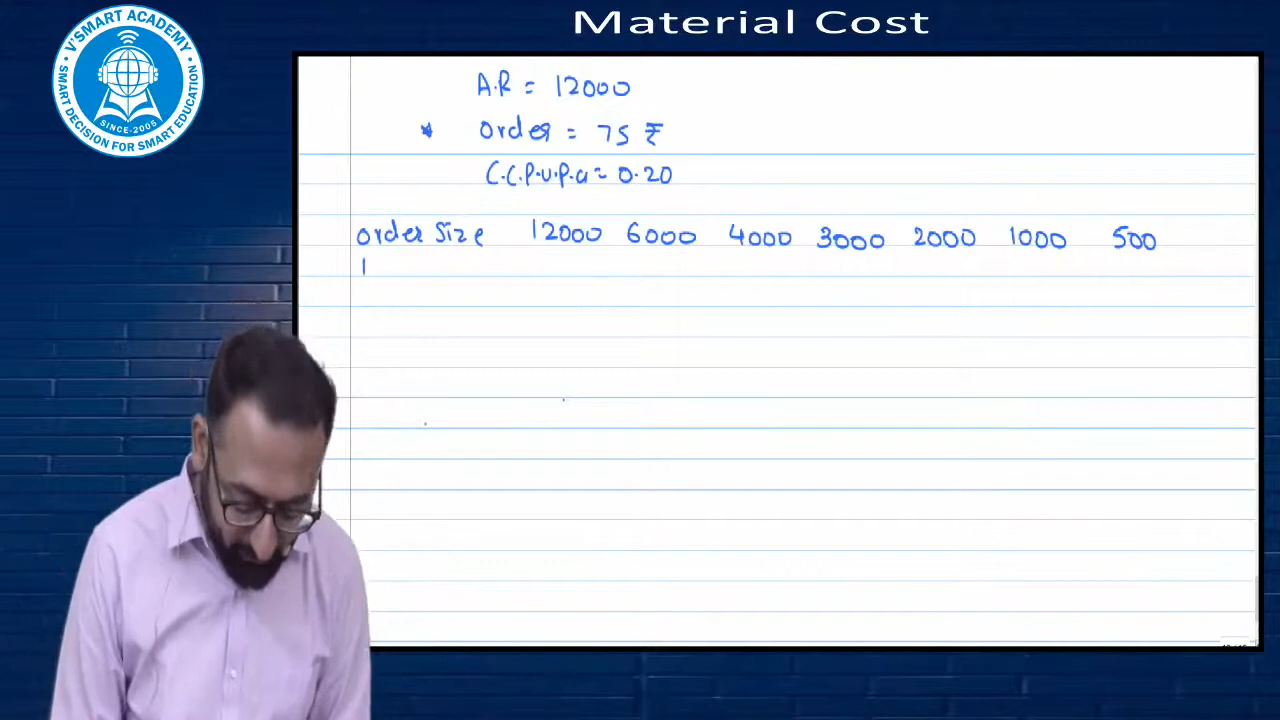 Material Cost
V'SMART ACADEMY
SMART DECISION FOR SMART EDUCATION
SINCE-2005
A.R = 12000
* order = 75 ₹
C.C.P.U.P.a = 0.20
order Size 12000 6000 4000 3000 2000 1000 500